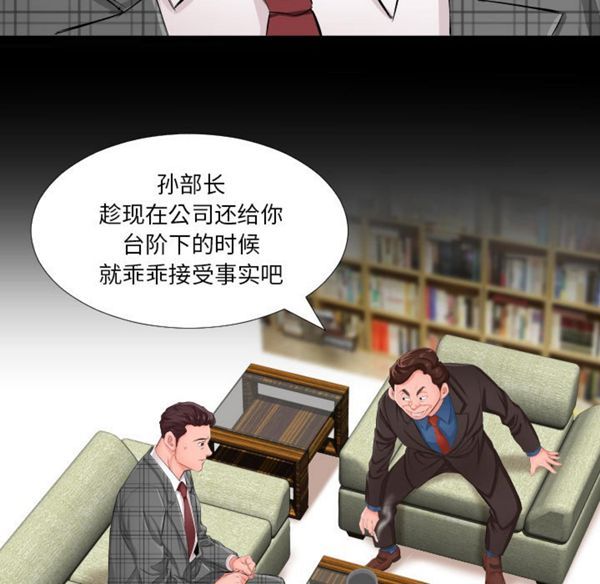 孙部长
趁现在公司还给你
台阶下的时候
就乖乖接受事实吧